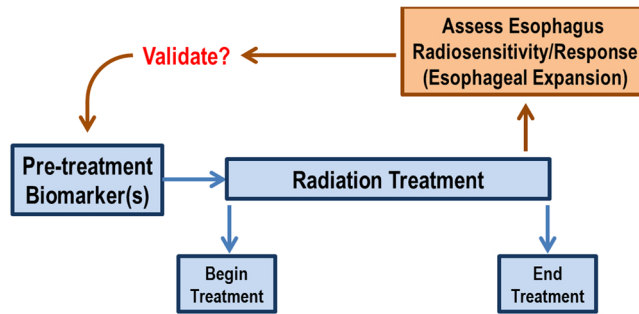 Assess Esophagus
Radiosensitivity/Response
(Esophageal Expansion)
Validate?
Pre-treatment
Biomarker(s)
Radiation Treatment
Begin
Treatment
End
Treatment